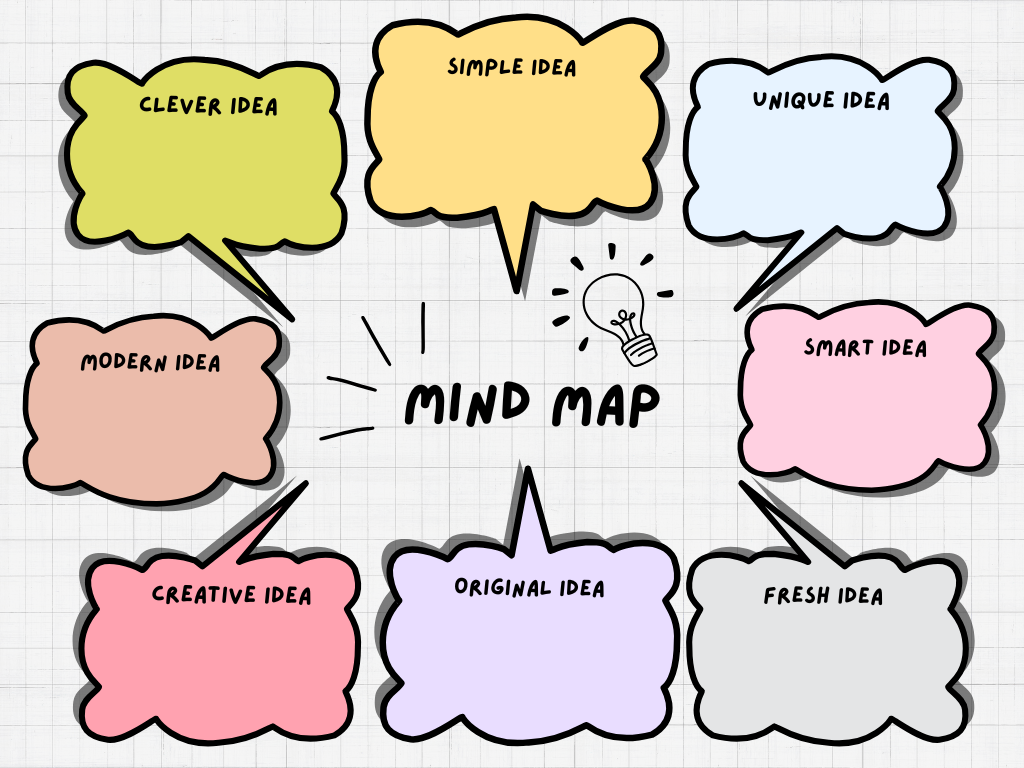 SIMPLE IDEA
CLEVER IDEA
UNIQUE IDEA
MODERN IDEA
SMART IDEA
MIND MAP
CREATIVE IDEA
ORIGINAL IDEA
FRESH IDEA